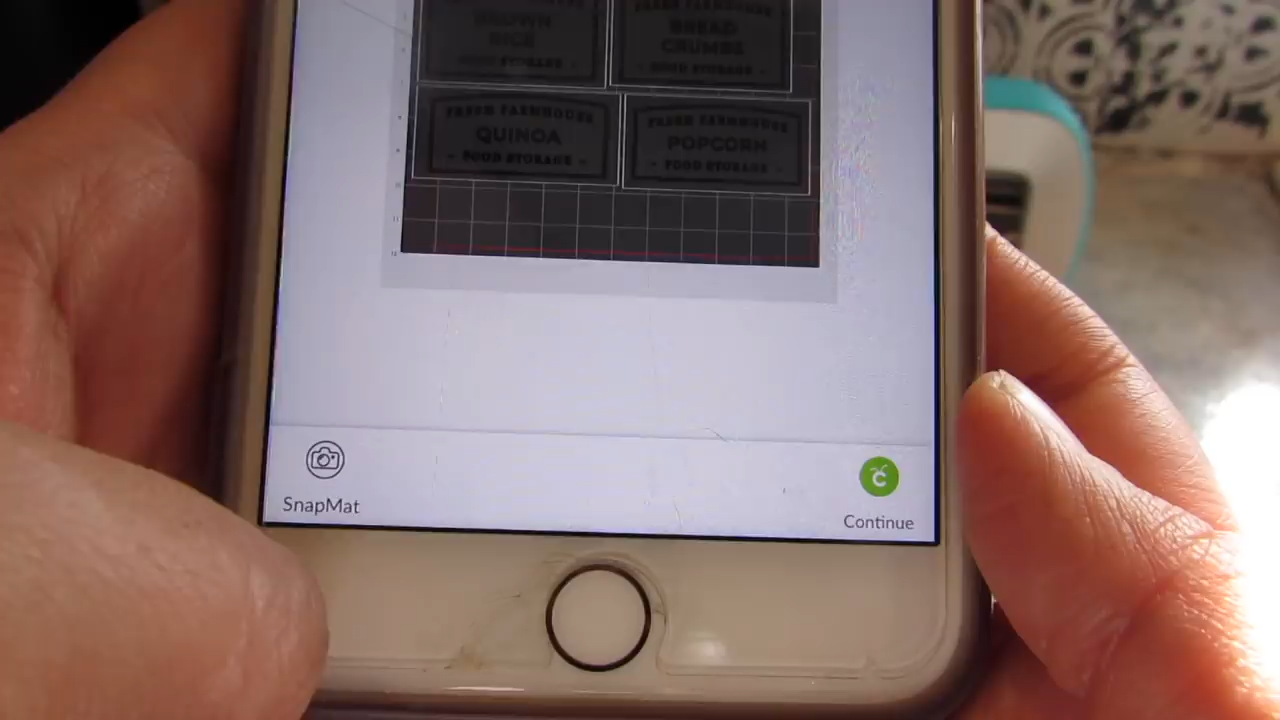 BROWN
RICE
FOOD STORAGE
FRESH FARMHOUSE
BREAD
CRUMBS
FOOD STORAGE
FRESH FARMHOUSE
QUINOA
- FOOD STORAGE -
FRESH FARMHOUSE
POPCORN
- FOOD STORAGE -
SnapMat
C
Continue